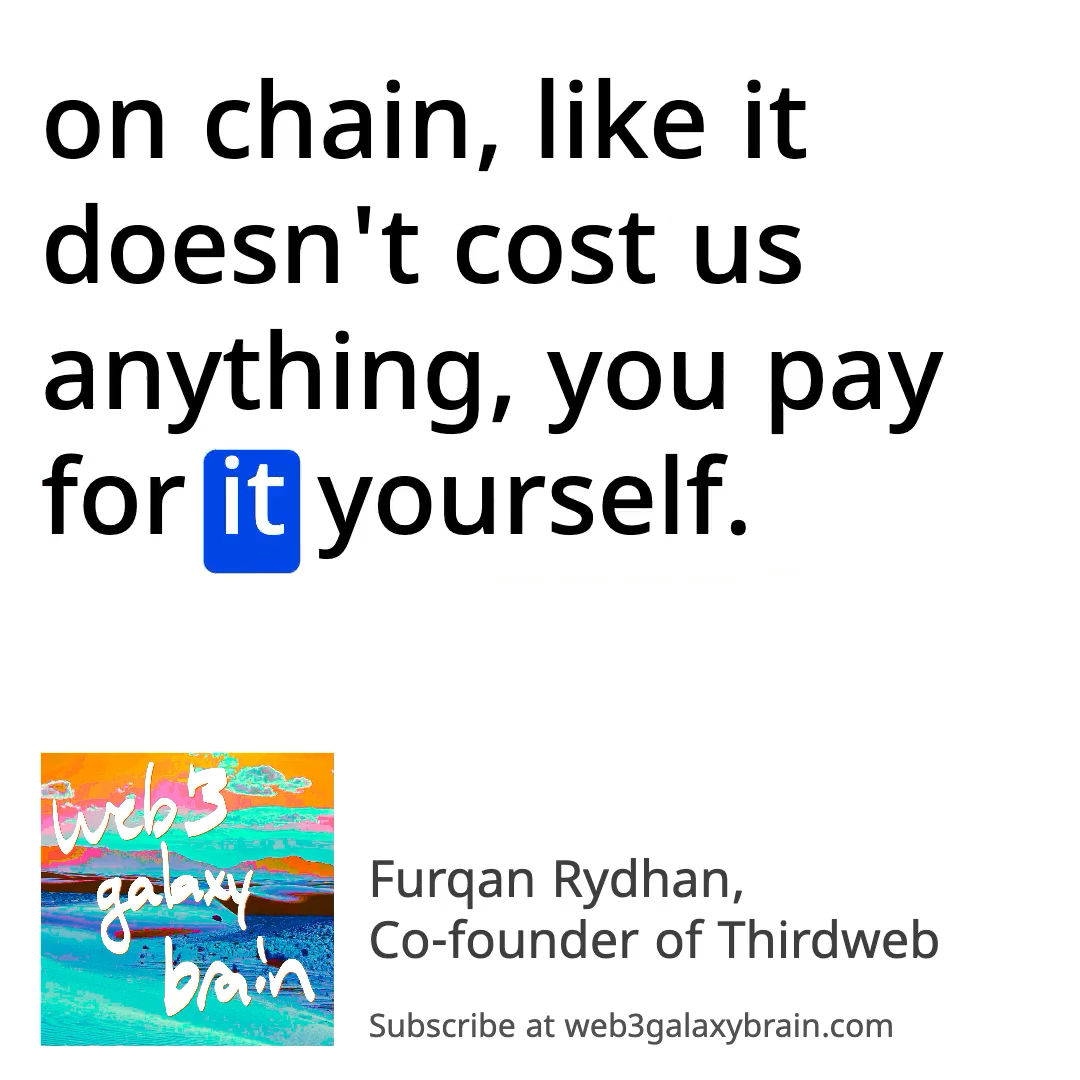 on chain, like it
doesn't cost us
anything, you pay
for it yourself.
web3
galaxy
brain
Furqan Rydhan,
Co-founder of Thirdweb
Subscribe at web3galaxybrain.com